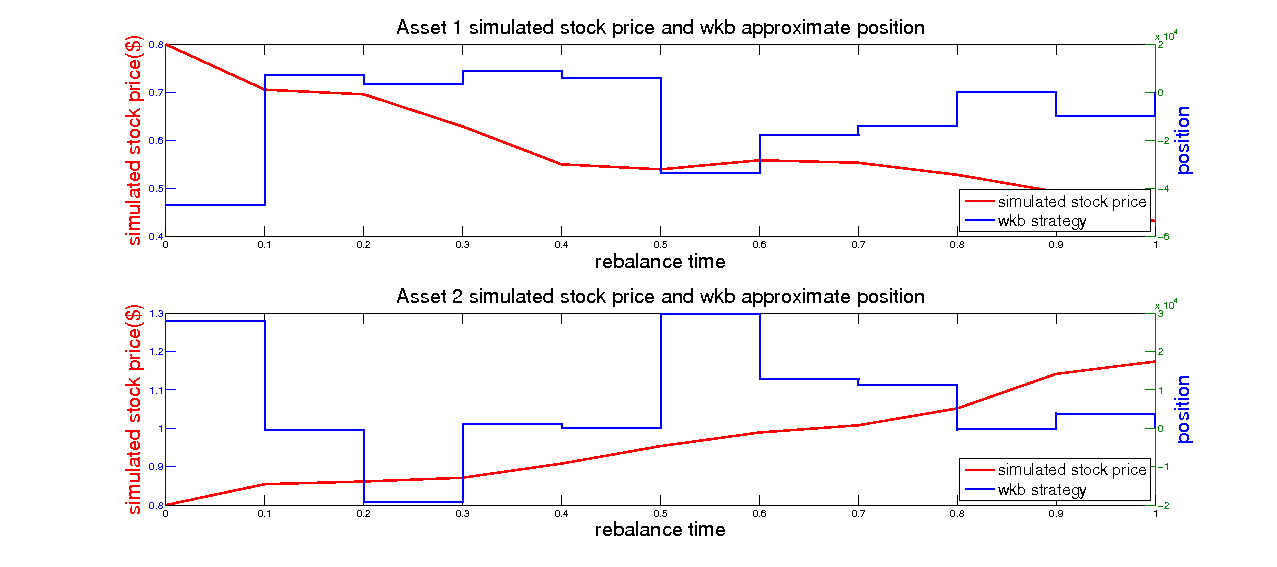 Asset 1 simulated stock price and wkb approximate position
x 10^4
simulated stock price($)
0.8
0.7
0.6
0.5
0.4
2
0
−2
−4
−6
position
simulated stock price
wkb strategy
0 0.1 0.2 0.3 0.4 0.5 0.6 0.7 0.8 0.9 1
rebalance time
Asset 2 simulated stock price and wkb approximate position
x 10^4
simulated stock price($)
1.3
1.2
1.1
1
0.9
0.8
3
2
1
0
−1
−2
position
simulated stock price
wkb strategy
0 0.1 0.2 0.3 0.4 0.5 0.6 0.7 0.8 0.9 1
rebalance time